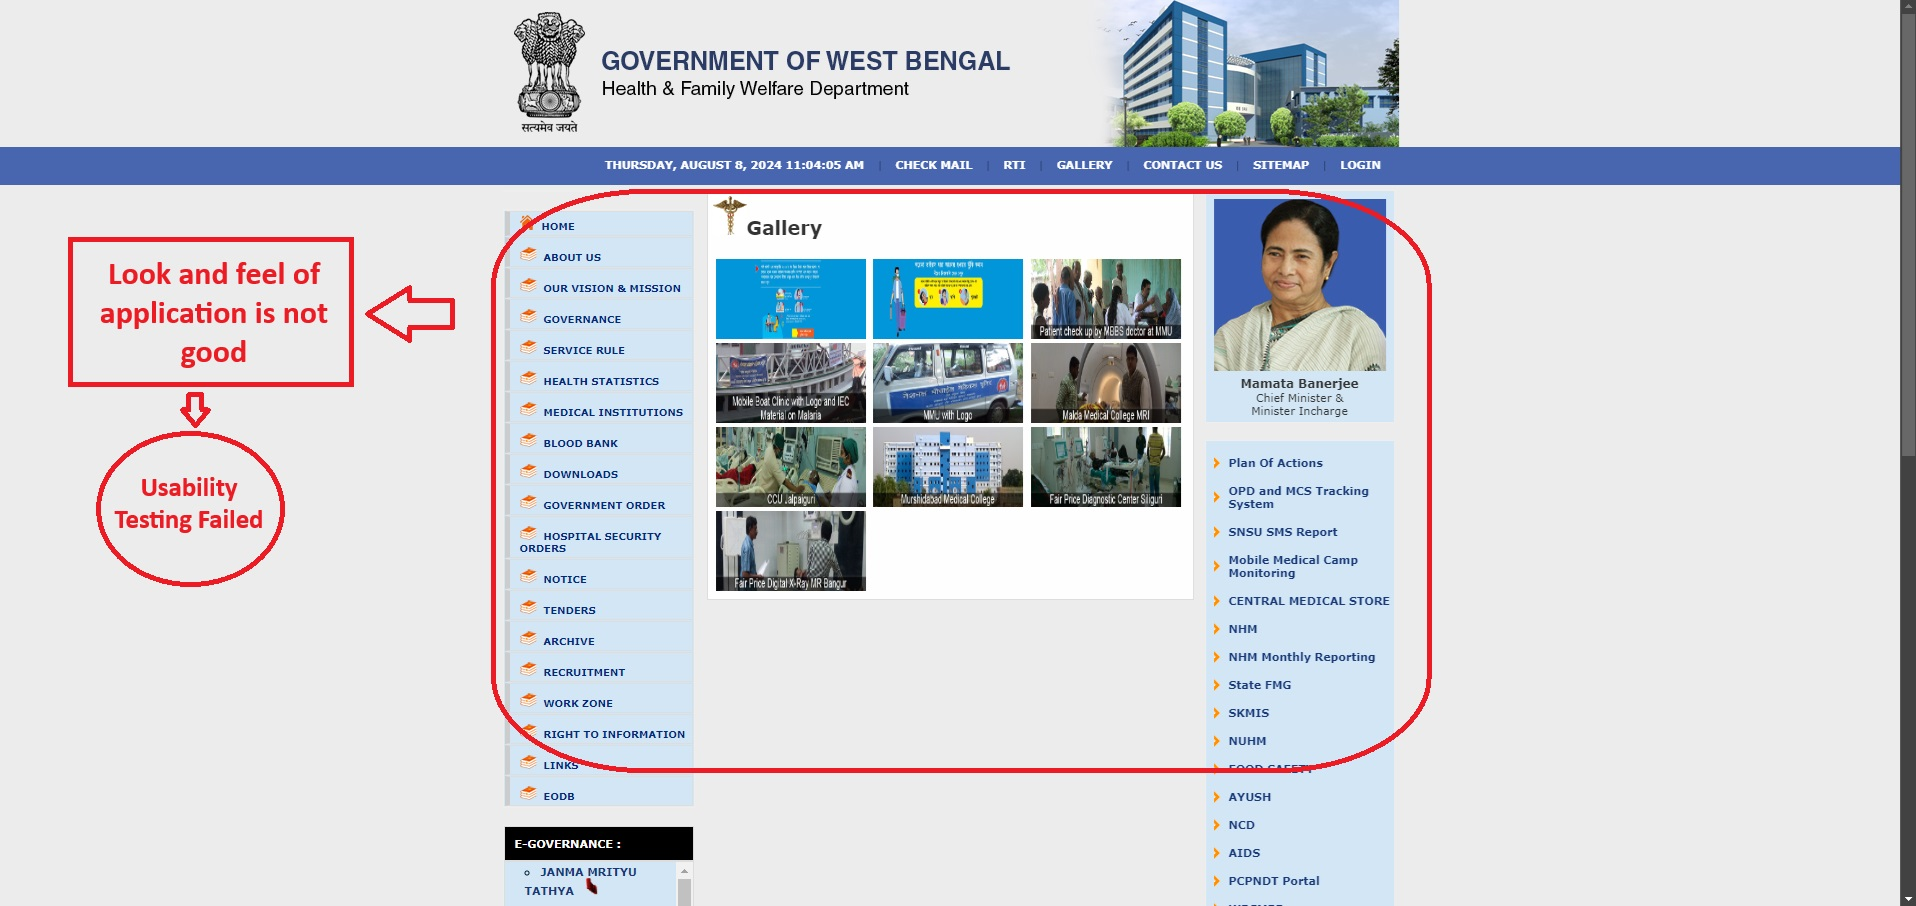 सत्यमेव जयते
GOVERNMENT OF WEST BENGAL
Health & Family Welfare Department
THURSDAY, AUGUST 8, 2024 11:04:05 AM
CHECK MAIL
RTI
GALLERY
CONTACT US
SITEMAP
LOGIN
Look and feel of
application is not
good
Usability
Testing Failed
HOME
ABOUT US
OUR VISION & MISSION
GOVERNANCE
SERVICE RULE
HEALTH STATISTICS
MEDICAL INSTITUTIONS
BLOOD BANK
DOWNLOADS
GOVERNMENT ORDER
HOSPITAL SECURITY
ORDERS
NOTICE
TENDERS
ARCHIVE
RECRUITMENT
WORK ZONE
RIGHT TO INFORMATION
LINKS
EODB
E-GOVERNANCE :
JANMA MRITYU
TATHYA
Gallery
Patient check up by MBBS doctor at MMU
Mobile Boat Clinic with Logo and IEC
Material on Malaria
MMU with Logo
Malda Medical College MRI
CCU Jalpaiguri
Murshidabad Medical College
Fair Price Diagnostic Center Siliguri
Fair Price Digital X-Ray MR Bangur
Mamata Banerjee
Chief Minister &
Minister Incharge
Plan Of Actions
OPD and MCS Tracking
System
SNSU SMS Report
Mobile Medical Camp
Monitoring
CENTRAL MEDICAL STORE
NHM
NHM Monthly Reporting
State FMG
SKMIS
NUHM
FOOD SAFETY
AYUSH
NCD
AIDS
PCPNDT Portal